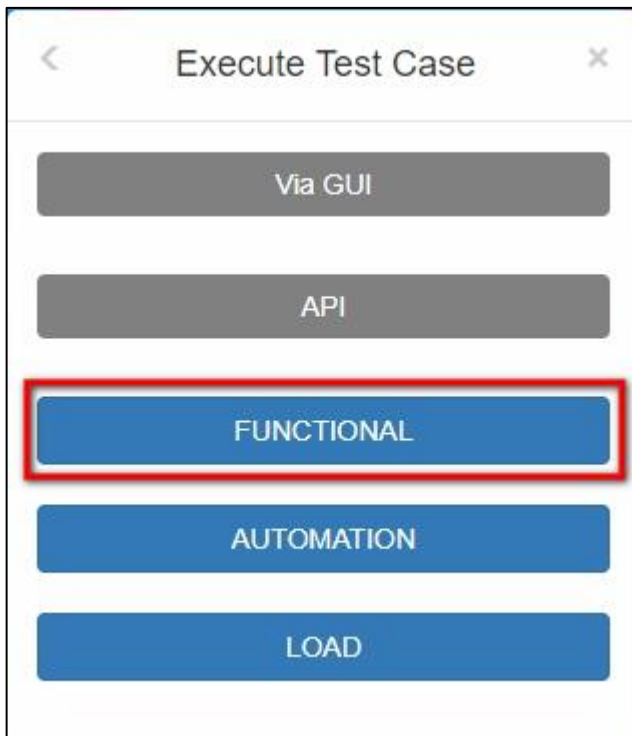 Execute Test Case
Via GUI
API
FUNCTIONAL
AUTOMATION
LOAD